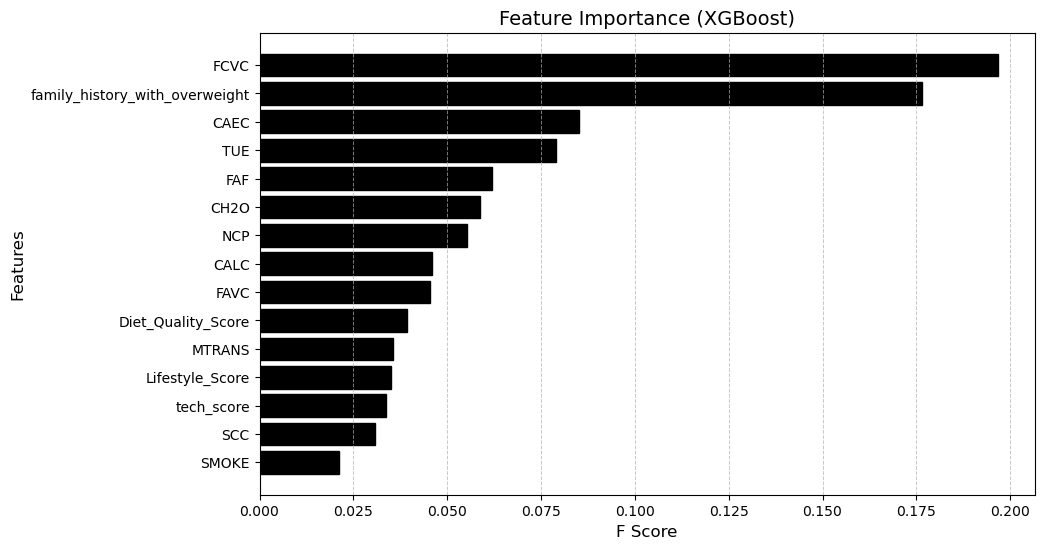 Feature Importance (XGBoost)
Features
FCVC
family_history_with_overweight
CAEC
TUE
FAF
CH2O
NCP
CALC
FAVC
Diet_Quality_Score
MTRANS
Lifestyle_Score
tech_score
SCC
SMOKE
0.000 0.025 0.050 0.075 0.100 0.125 0.150 0.175 0.200
F Score